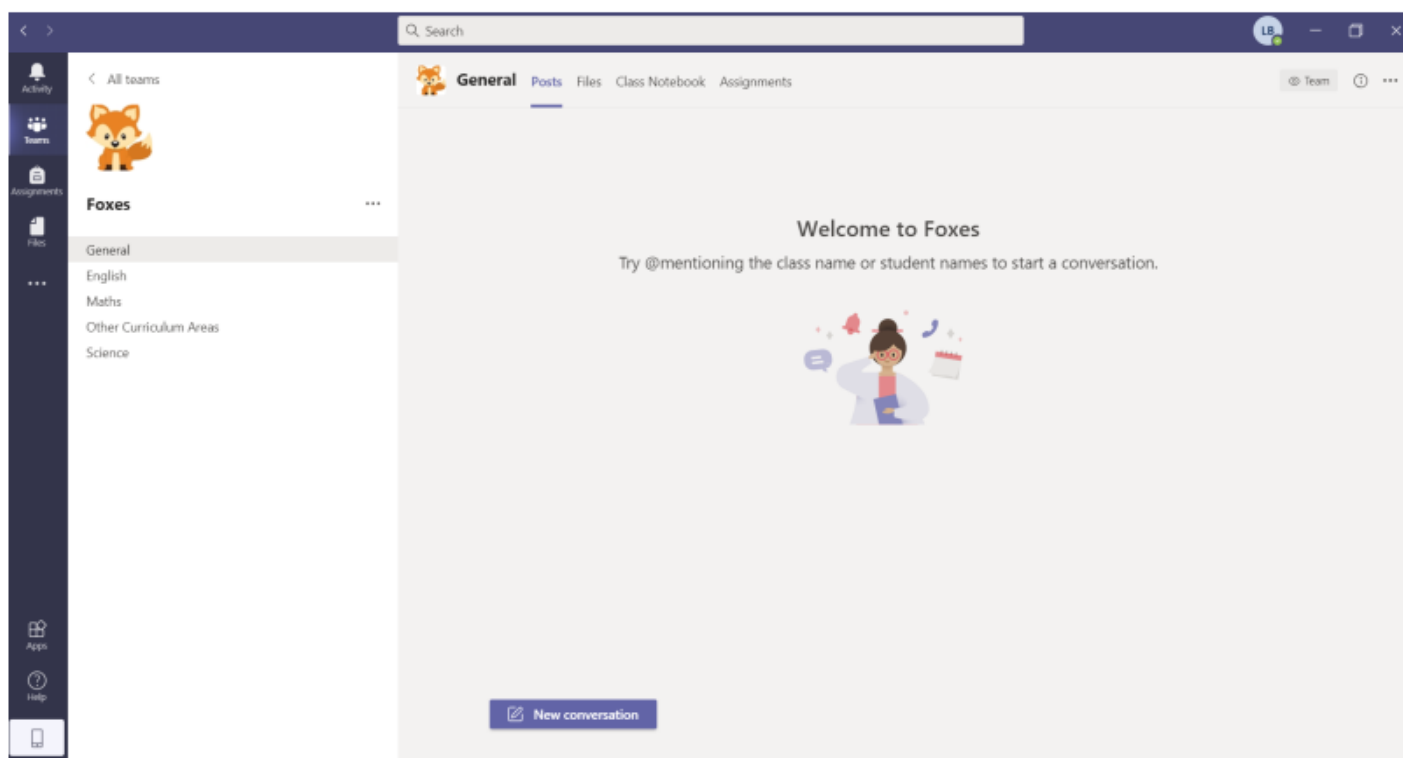 Search
LB
Activity
Teams
Assignments
Files
Apps
Help
All teams
Foxes
General
English
Maths
Other Curriculum Areas
Science
General Posts Files Class Notebook Assignments
Team
Welcome to Foxes
Try @mentioning the class name or student names to start a conversation.
New conversation